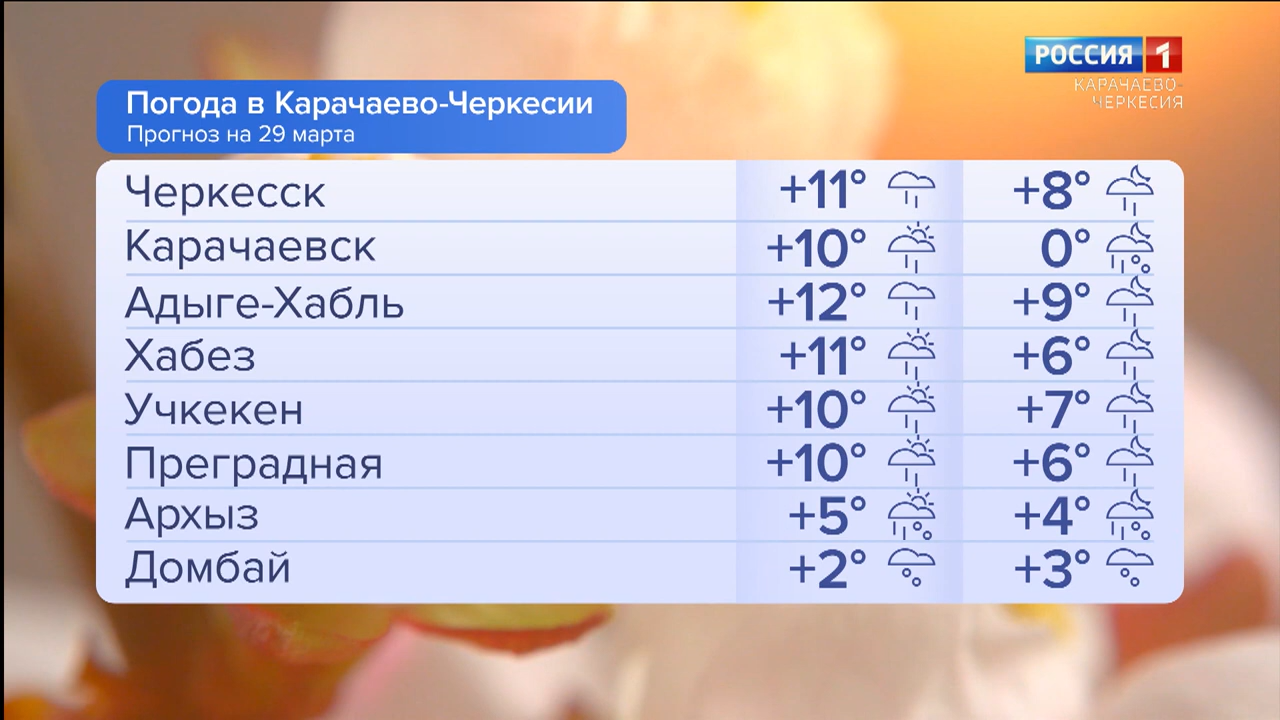 РОССИЯ 1
КАРАЧАЕВО-
ЧЕРКЕСИЯ
Погода в Карачаево-Черкесии
Прогноз на 29 марта
Черкесск +11° +8°
Карачаевск +10° 0°
Адыге-Хабль +12° +9°
Хабез +11° +6°
Учкекен +10° +7°
Преградная +10° +6°
Архыз +5° +4°
Домбай +2° +3°